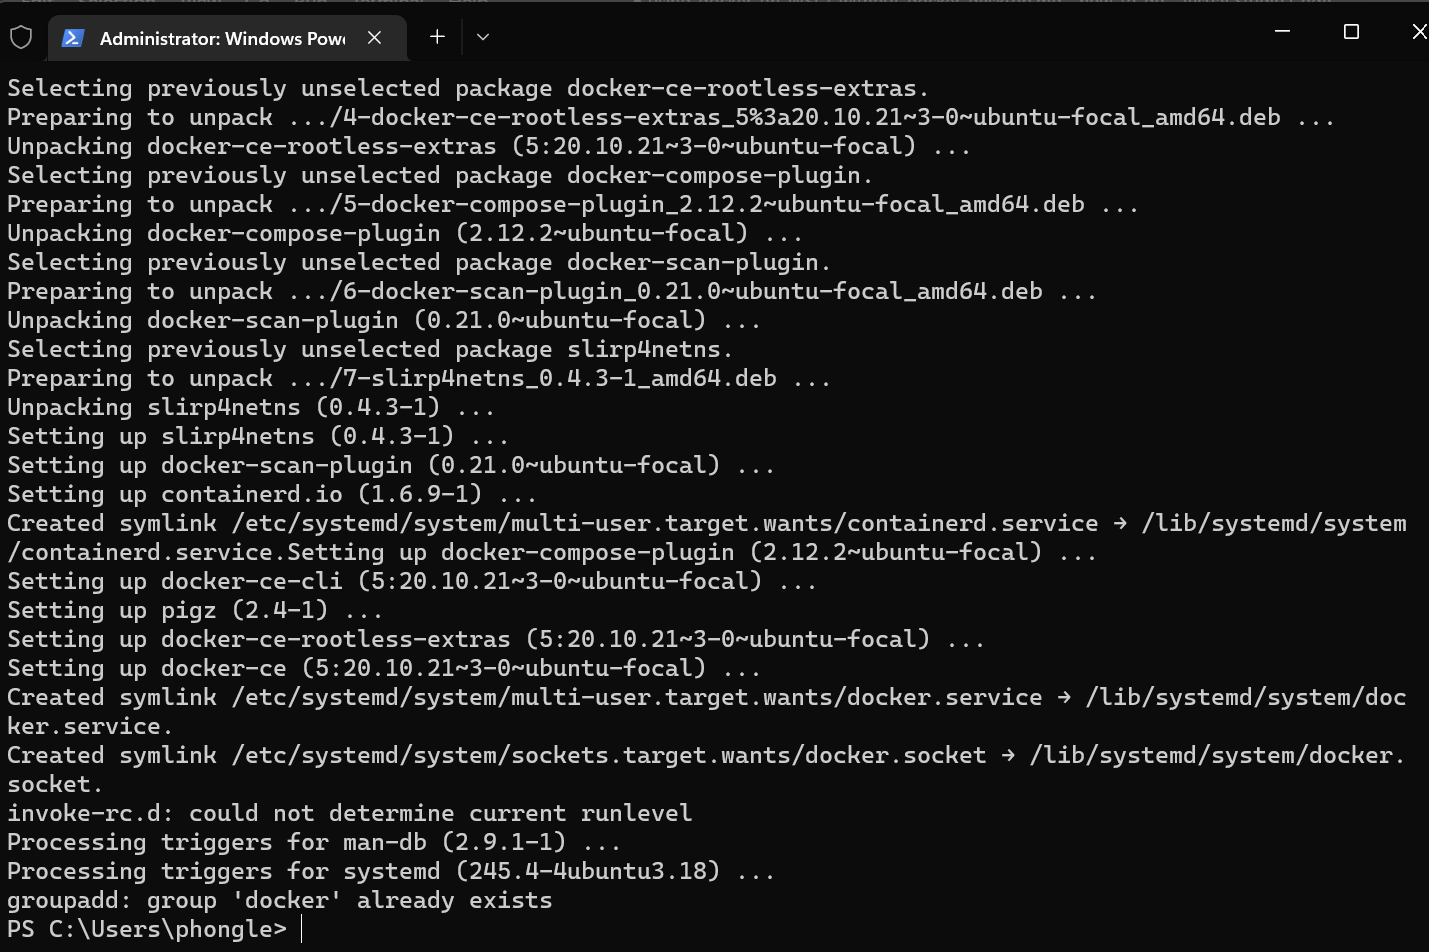 Administrator: Windows Pow
Selecting previously unselected package docker-ce-rootless-extras.
Preparing to unpack .../4-docker-ce-rootless-extras_5%3a20.10.21~3-0~ubuntu-focal_amd64.deb ...
Unpacking docker-ce-rootless-extras (5:20.10.21~3-0~ubuntu-focal) ...
Selecting previously unselected package docker-compose-plugin.
Preparing to unpack .../5-docker-compose-plugin_2.12.2~ubuntu-focal_amd64.deb ...
Unpacking docker-compose-plugin (2.12.2~ubuntu-focal) ...
Selecting previously unselected package docker-scan-plugin.
Preparing to unpack .../6-docker-scan-plugin_0.21.0~ubuntu-focal_amd64.deb ...
Unpacking docker-scan-plugin (0.21.0~ubuntu-focal) ...
Selecting previously unselected package slirp4netns.
Preparing to unpack .../7-slirp4netns_0.4.3-1_amd64.deb ...
Unpacking slirp4netns (0.4.3-1) ...
Setting up slirp4netns (0.4.3-1) ...
Setting up docker-scan-plugin (0.21.0~ubuntu-focal) ...
Setting up containerd.io (1.6.9-1) ...
Created symlink /etc/systemd/system/multi-user.target.wants/containerd.service → /lib/systemd/system
/containerd.service.Setting up docker-compose-plugin (2.12.2~ubuntu-focal) ...
Setting up docker-ce-cli (5:20.10.21~3-0~ubuntu-focal) ...
Setting up pigz (2.4-1) ...
Setting up docker-ce-rootless-extras (5:20.10.21~3-0~ubuntu-focal) ...
Setting up docker-ce (5:20.10.21~3-0~ubuntu-focal) ...
Created symlink /etc/systemd/system/multi-user.target.wants/docker.service → /lib/systemd/system/doc
ker.service.
Created symlink /etc/systemd/system/sockets.target.wants/docker.socket → /lib/systemd/system/docker.
socket.
invoke-rc.d: could not determine current runlevel
Processing triggers for man-db (2.9.1-1) ...
Processing triggers for systemd (245.4-4ubuntu3.18) ...
groupadd: group 'docker' already exists
PS C:\Users\phongle>